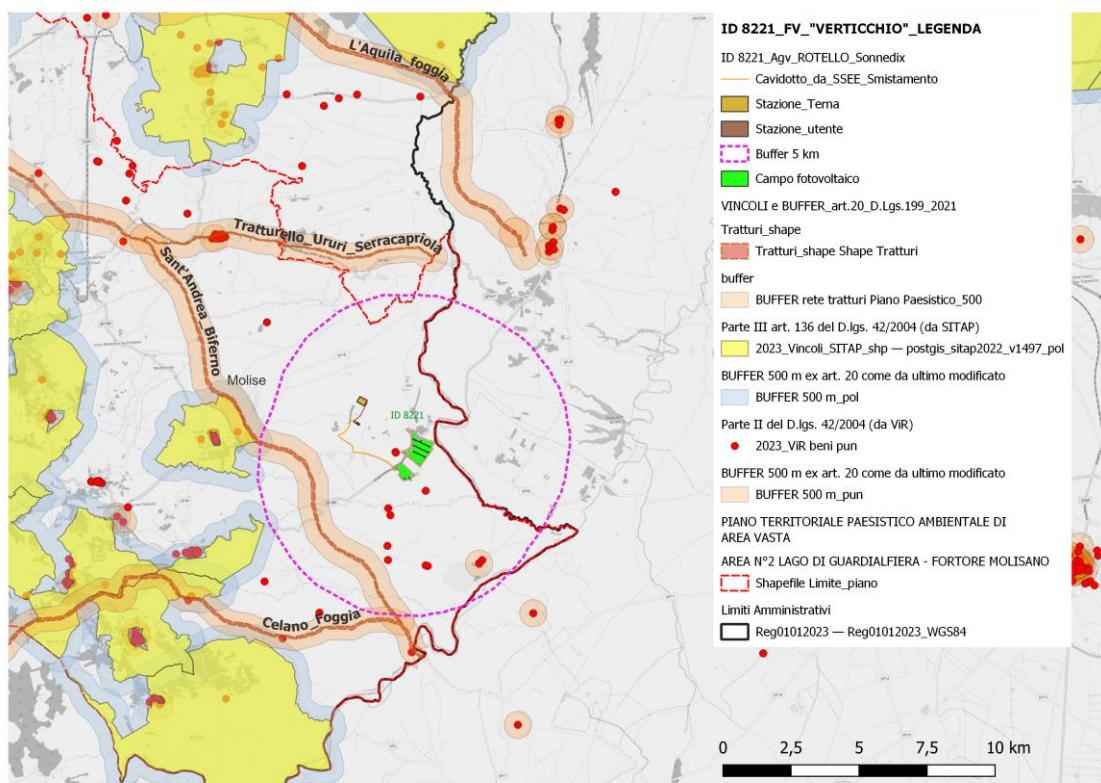 L'Aquila_foggia
Tratturello_Ururi_Serracapriola
Sant'Andrea_Biferno
Molise
ID 8221
Celano_Foggia
ID 8221_FV_"VERTICCHIO"_LEGENDA
ID 8221_Agv_ROTELLO_Sonnedix
Cavidotto_da_SSEE_Smistamento
Stazione_Terna
Stazione_utente
Buffer 5 km
Campo fotovoltaico
VINCOLI e BUFFER_art.20_D.Lgs.199_2021
Tratturi_shape
Tratturi_shape Shape Tratturi
buffer
BUFFER rete tratturi Piano Paesistico_500
Parte III art. 136 del D.lgs. 42/2004 (da SITAP)
2023_Vincoli_SITAP_shp — postgis_sitap2022_v1497_pol
BUFFER 500 m ex art. 20 come da ultimo modificato
BUFFER 500 m_pol
Parte II del D.lgs. 42/2004 (da ViR)
2023_ViR beni pun
BUFFER 500 m ex art. 20 come da ultimo modificato
BUFFER 500 m_pun
PIANO TERRITORIALE PAESISTICO AMBIENTALE DI
AREA VASTA
AREA N°2 LAGO DI GUARDIALFIERA - FORTORE MOLISANO
Shapefile Limite_piano
Limiti Amministrativi
Reg01012023 — Reg01012023_WGS84
0 2,5 5 7,5 10 km